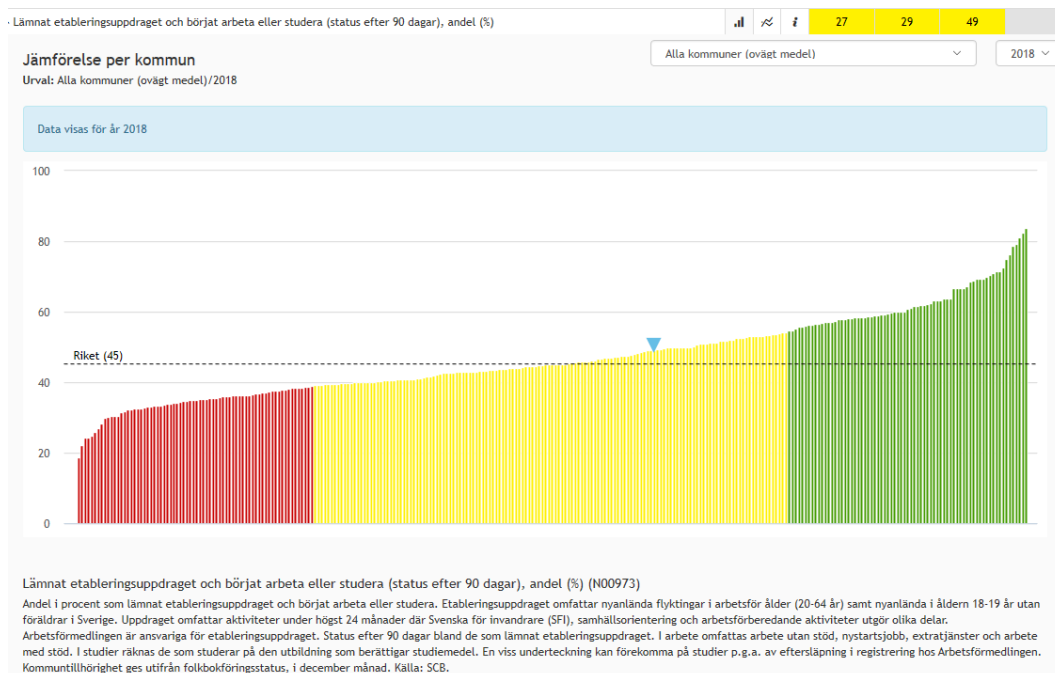 Lämnat etableringsuppdraget och börjat arbeta eller studera (status efter 90 dagar), andel (%) i 27 29 49
Jämförelse per kommun
Alla kommuner (ovägt medel) 2018
Urval: Alla kommuner (ovägt medel)/2018
Data visas för år 2018
100
80
60
Riket (45)
40
20
0
Lämnat etableringsuppdraget och börjat arbeta eller studera (status efter 90 dagar), andel (%) (N00973)
Andel i procent som lämnat etableringsuppdraget och börjat arbeta eller studera. Etableringsuppdraget omfattar nyanlända flyktingar i arbetsför ålder (20-64 år) samt nyanlända i åldern 18-19 år utan
föräldrar i Sverige. Uppdraget omfattar aktiviteter under högst 24 månader där Svenska för invandrare (SFI), samhällsorientering och arbetsförberedande aktiviteter utgör olika delar.
Arbetsförmedlingen är ansvariga för etableringsuppdraget. Status efter 90 dagar bland de som lämnat etableringsuppdraget. I arbete omfattas arbete utan stöd, nystartsjobb, extratjänster och arbete
med stöd. I studier räknas de som studerar på den utbildning som berättigar studiemedel. En viss underteckning kan förekomma på studier p.g.a. av eftersläpning i registrering hos Arbetsförmedlingen.
Kommuntillhörighet ges utifrån folkbokföringsstatus, i december månad. Källa: SCB.